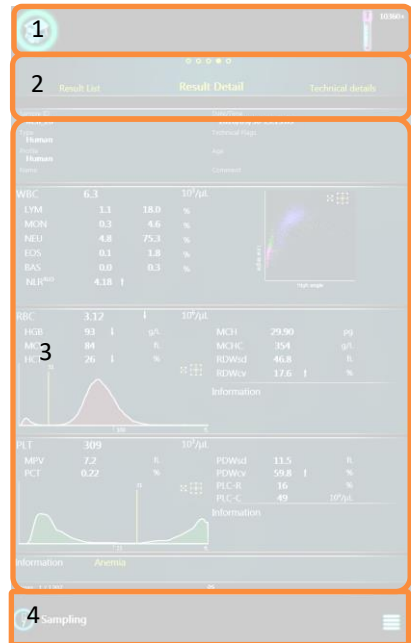 1
10360×
2
Result List Result Detail Technical details
Type Technical Flags
Human
Profile Age
Human
Name Comment
WBC 6.3 10³/µL
LYM 1.1 18.0 %
MON 0.3 4.6 %
NEU 4.8 75.3 %
EOS 0.1 1.8 %
BAS 0.0 0.3 %
NLR 4.18 ↑
High angle
RBC 3.12 ↓
HGB 93 ↓ g/L MCH 29.90 pg
84 fL MCHC 354 g/L
26 ↓ % RDWsd 46.8 fL
3
RDWcv 17.6 ↑ %
Information
PLT 309 10³/µL
MPV 7.2 fL PDWsd 11.5 fL
PCT 0.22 % PDWcv 59.8 ↑ %
PLC-R 16 %
PLC-C 49 10³/µL
Information
Information Anemia
4
Sampling